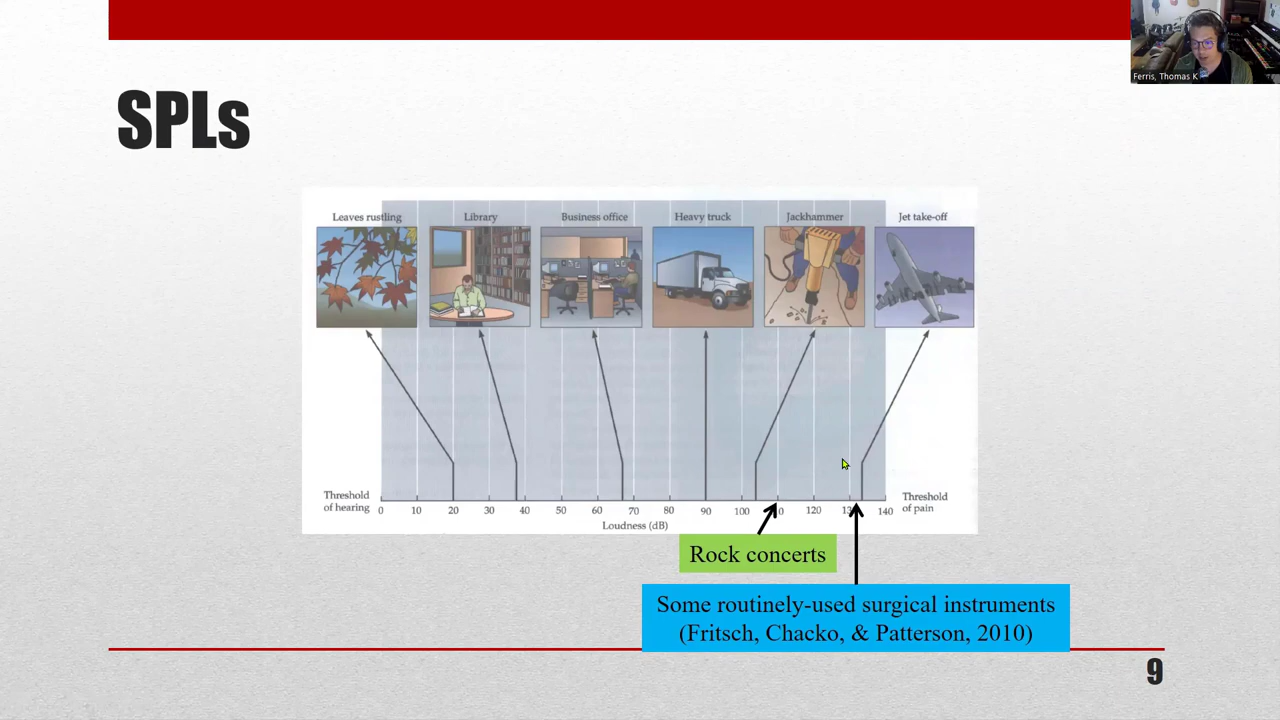 Ferris, Thomas K
SPLs
Leaves rustling Library Business office Heavy truck Jackhammer Jet take-off
Threshold of hearing
0 10 20 30 40 50 60 70 80 90 100 120 140
Threshold of pain
Loudness (dB)
Rock concerts
Some routinely-used surgical instruments
(Fritsch, Chacko, & Patterson, 2010)
9